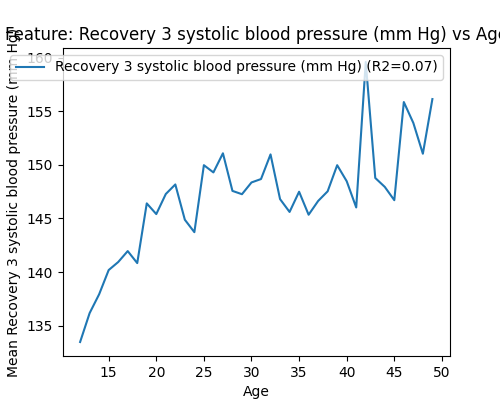 Feature: Recovery 3 systolic blood pressure (mm Hg) vs Age
Recovery 3 systolic blood pressure (mm Hg) (R2=0.07)
Mean Recovery 3 systolic blood pressure (mm Hg)
160
155
150
145
140
135
15 20 25 30 35 40 45 50
Age